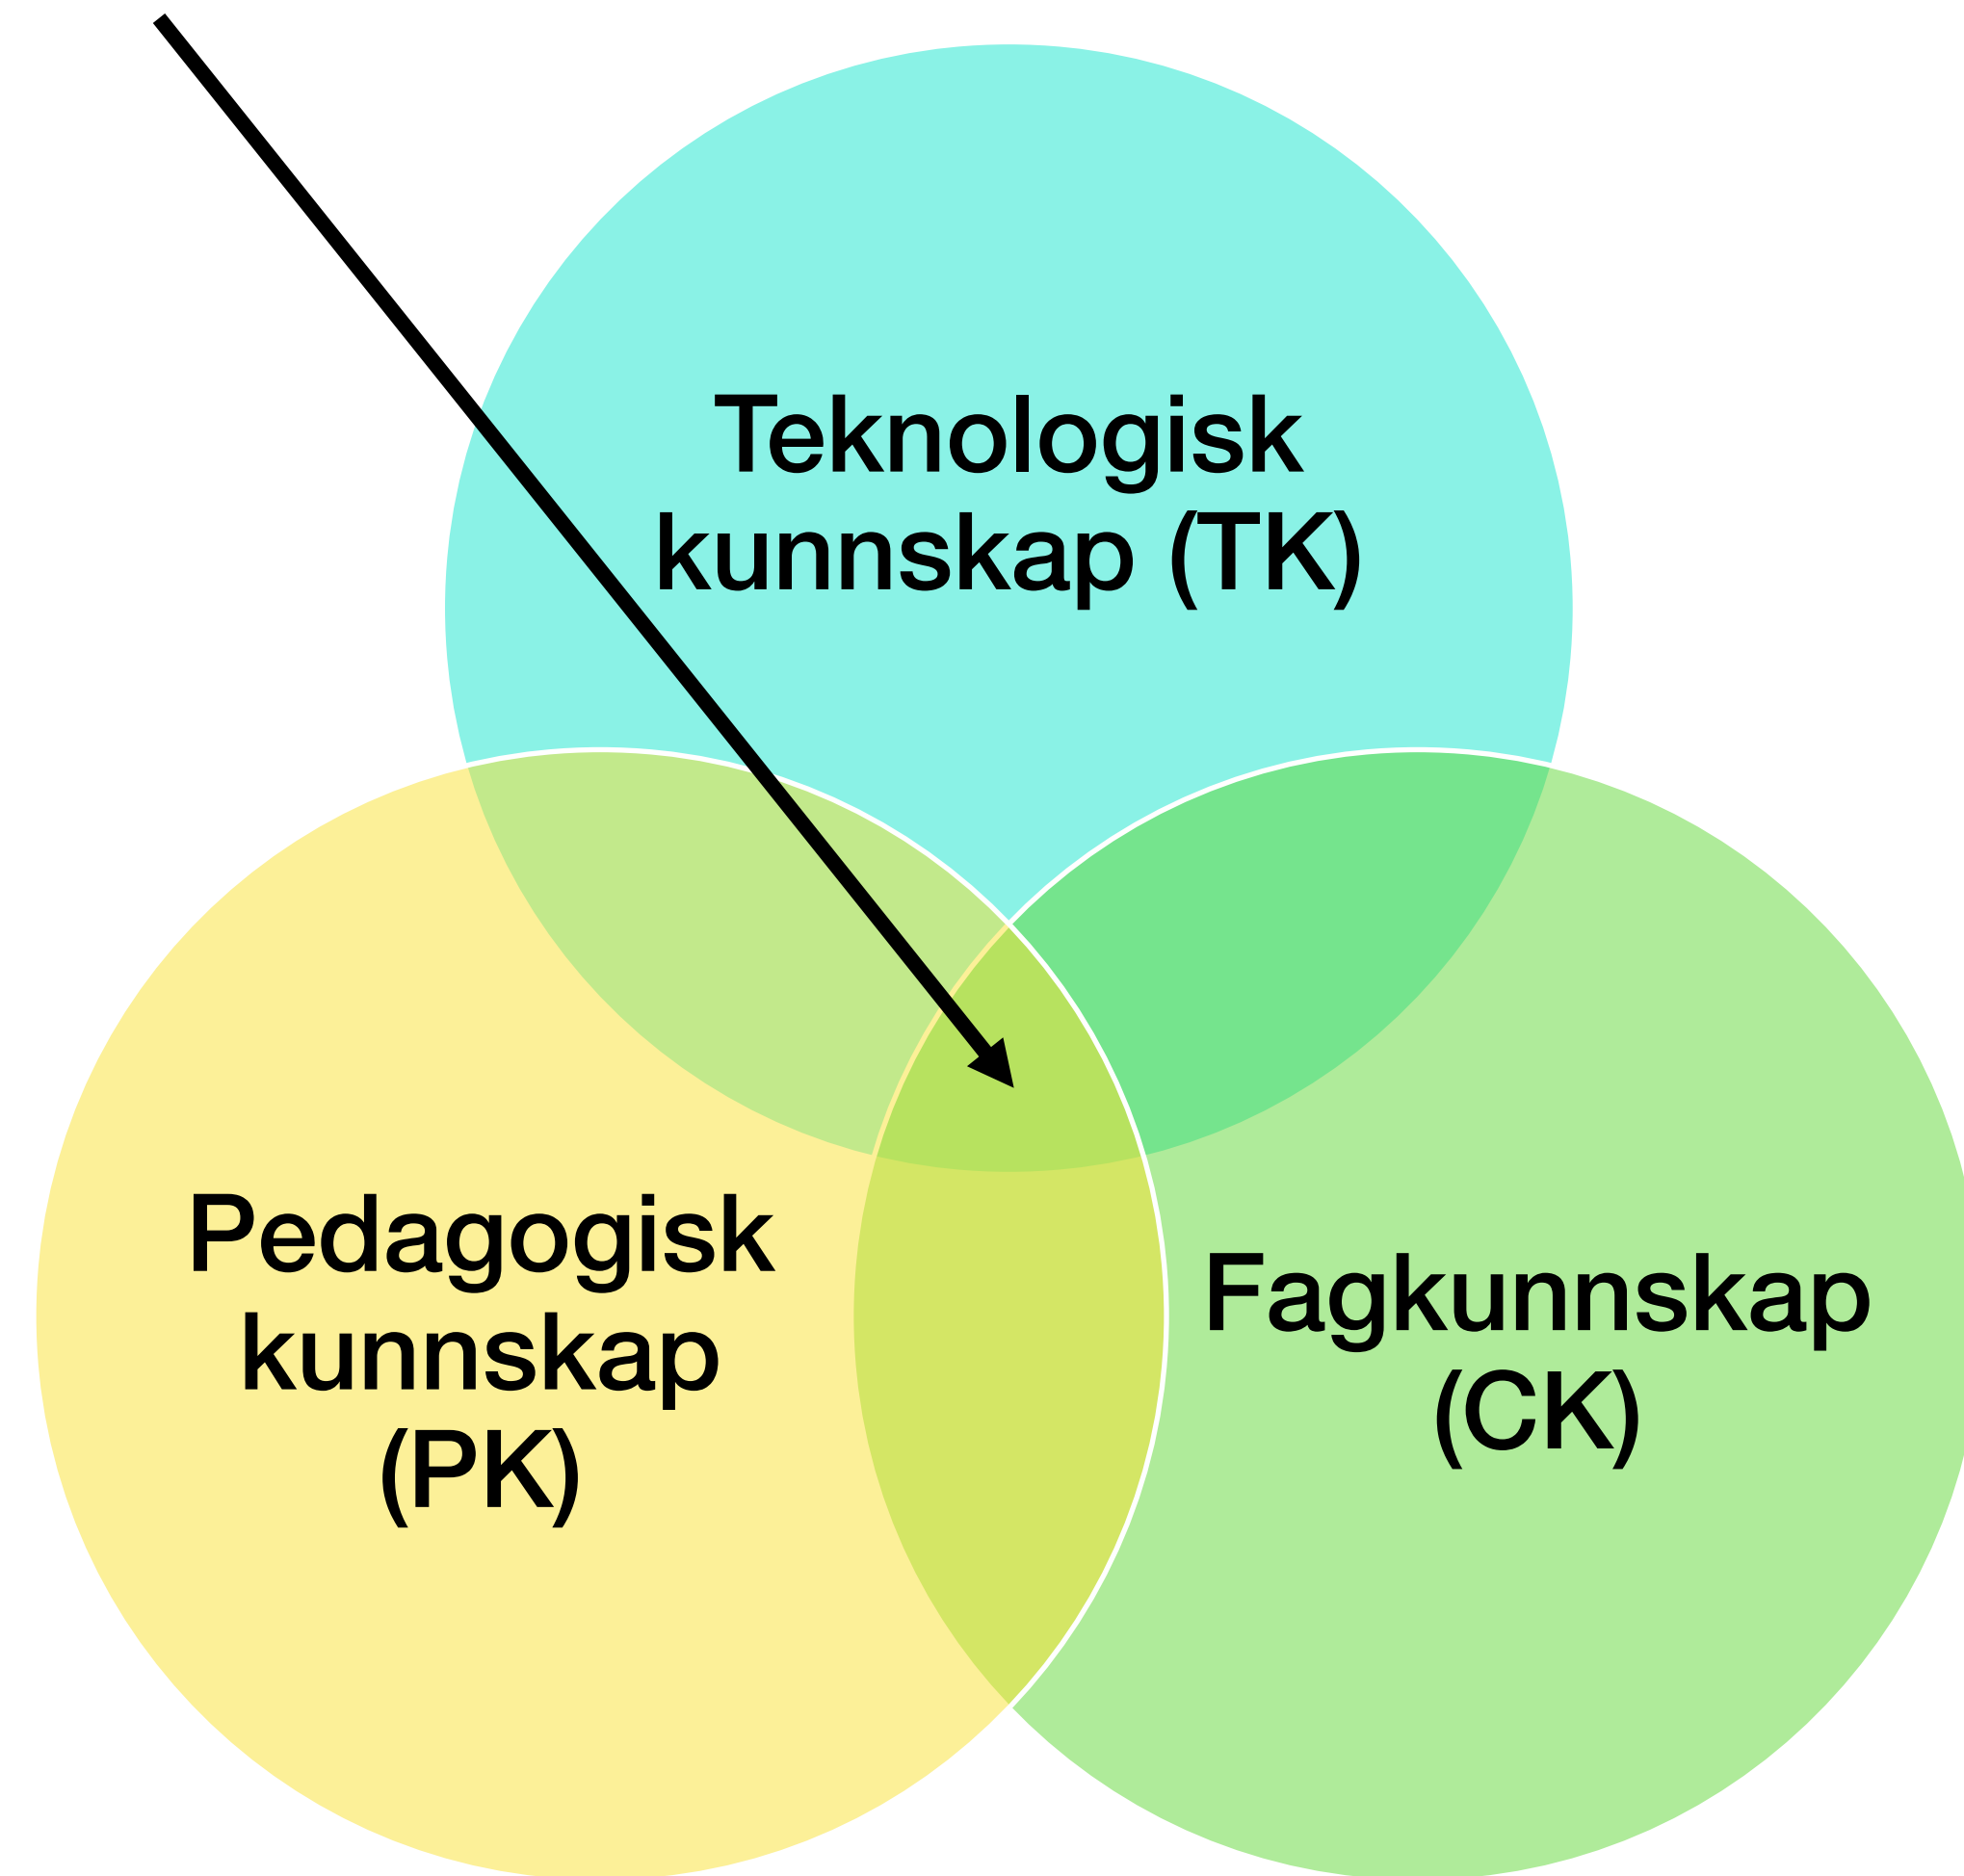 Teknologisk
kunnskap (TK)
Pedagogisk
kunnskap
(PK)
Fagkunnskap
(CK)